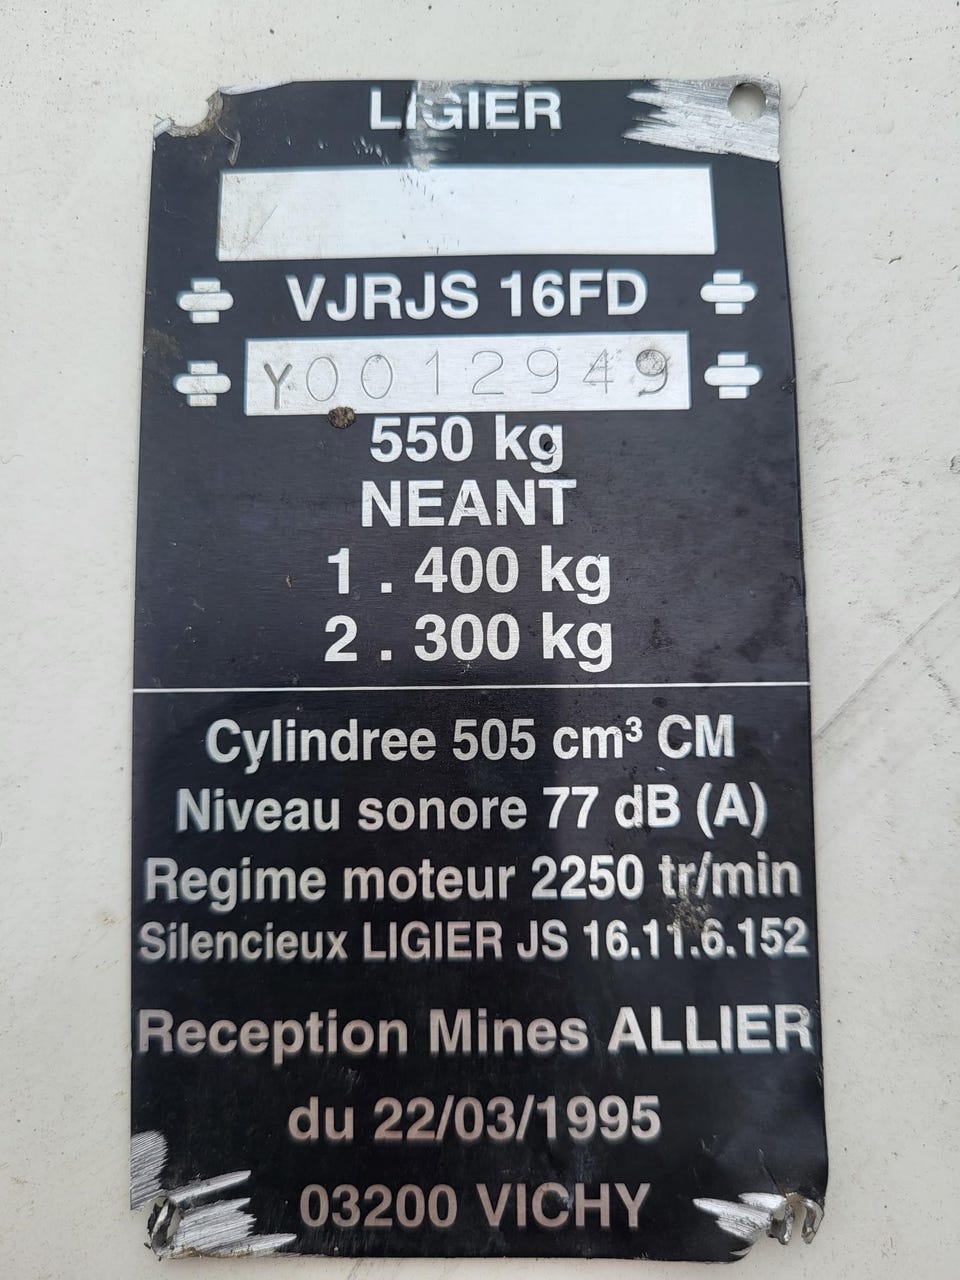 LIGIER
VJRJS 16FD
Y0012949
550 kg
NEANT
1 . 400 kg
2 . 300 kg
Cylindree 505 cm³ CM
Niveau sonore 77 dB (A)
Regime moteur 2250 tr/min
Silencieux LIGIER JS 16.11.6.152
Reception Mines ALLIER
du 22/03/1995
03200 VICHY